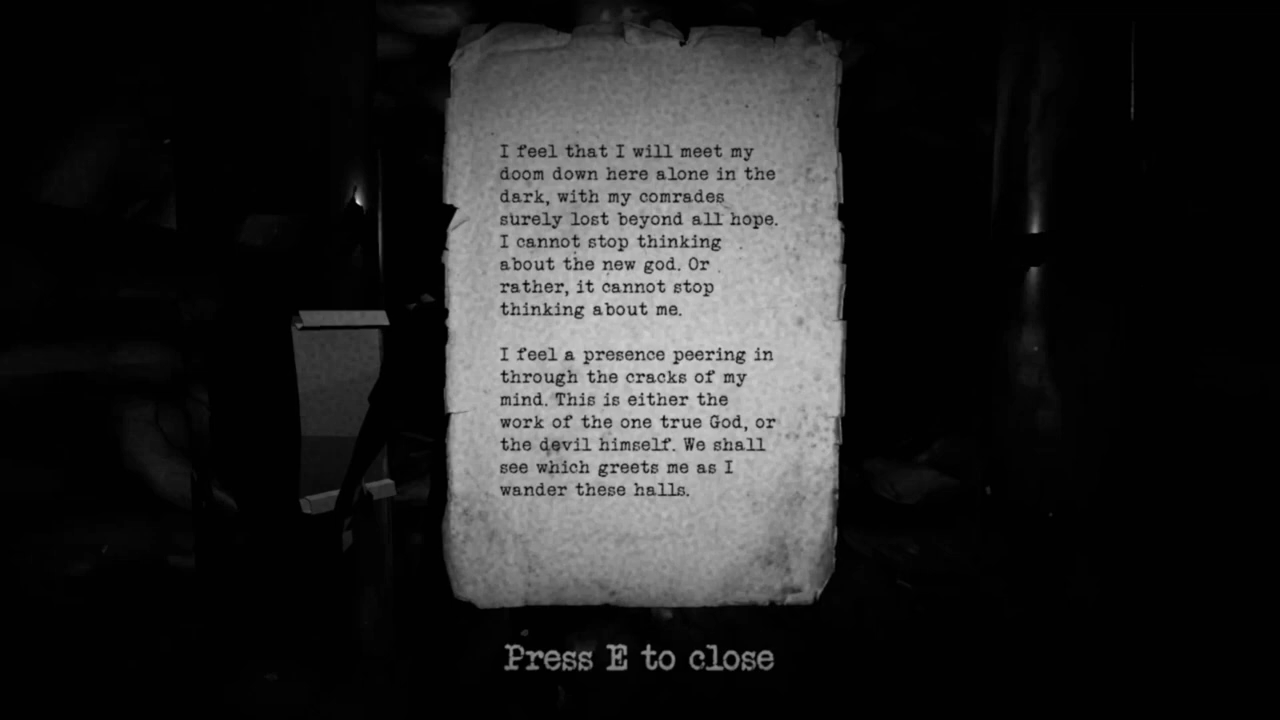 I feel that I will meet my
doom down here alone in the
dark, with my comrades
surely lost beyond all hope.
I cannot stop thinking
about the new god. Or
rather, it cannot stop
thinking about me.
I feel a presence peering in
through the cracks of my
mind. This is either the
work of the one true God, or
the devil himself. We shall
see which greets me as I
wander these halls.
Press E to close